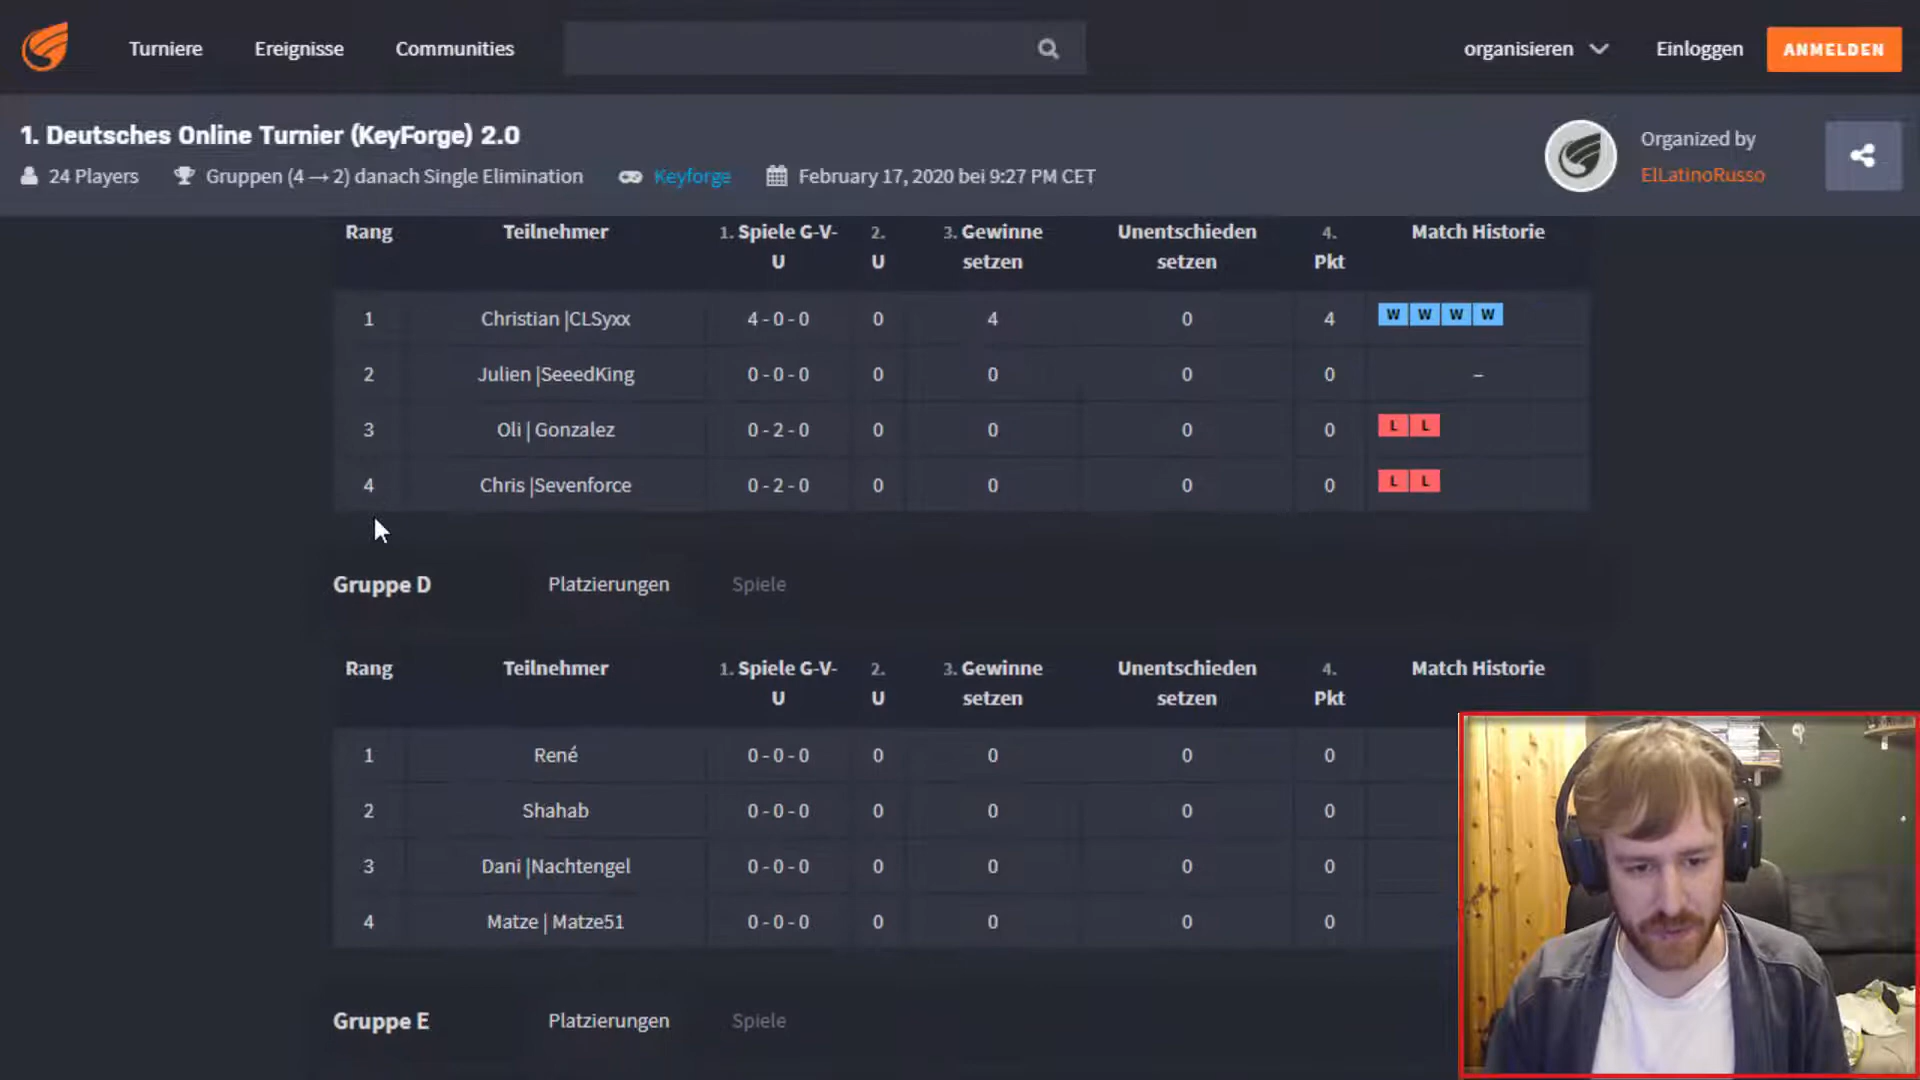 Turniere Ereignisse Communities organisieren Einloggen ANMELDEN
1. Deutsches Online Turnier (KeyForge) 2.0
24 Players Gruppen (4 → 2) danach Single Elimination Keyforge February 17, 2020 bei 9:27 PM CET
Organized by
ElLatinoRusso
Rang Teilnehmer 1. Spiele G-V-U 2. U 3. Gewinne setzen Unentschieden setzen 4. Pkt Match Historie
1 Christian |CLSyxx 4 - 0 - 0 0 4 0 4 W W W W
2 Julien |SeeedKing 0 - 0 - 0 0 0 0 0 –
3 Oli | Gonzalez 0 - 2 - 0 0 0 0 0 L L
4 Chris |Sevenforce 0 - 2 - 0 0 0 0 0 L L
Gruppe D Platzierungen Spiele
Rang Teilnehmer 1. Spiele G-V-U 2. U 3. Gewinne setzen Unentschieden setzen 4. Pkt Match Historie
1 René 0 - 0 - 0 0 0 0 0
2 Shahab 0 - 0 - 0 0 0 0 0
3 Dani |Nachtengel 0 - 0 - 0 0 0 0 0
4 Matze | Matze51 0 - 0 - 0 0 0 0 0
Gruppe E Platzierungen Spiele